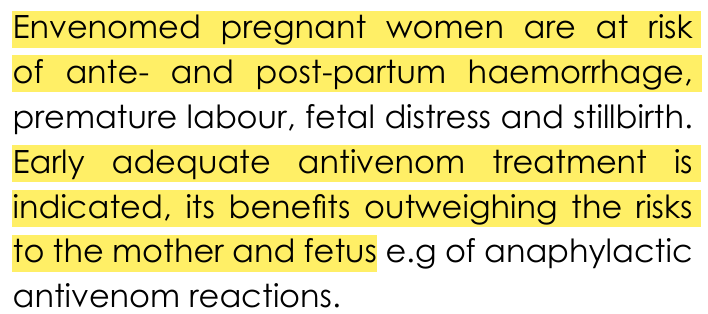 Envenomed pregnant women are at risk
of ante- and post-partum haemorrhage,
premature labour, fetal distress and stillbirth.
Early adequate antivenom treatment is
indicated, its benefits outweighing the risks
to the mother and fetus e.g of anaphylactic
antivenom reactions.